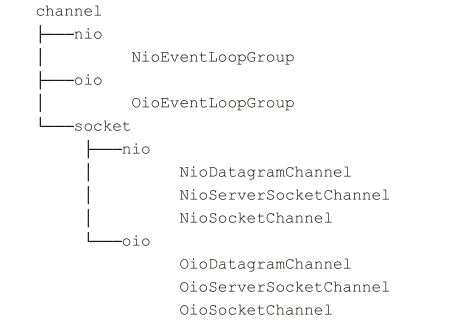 channel
nio
NioEventLoopGroup
oio
OioEventLoopGroup
socket
nio
NioDatagramChannel
NioServerSocketChannel
NioSocketChannel
oio
OioDatagramChannel
OioServerSocketChannel
OioSocketChannel